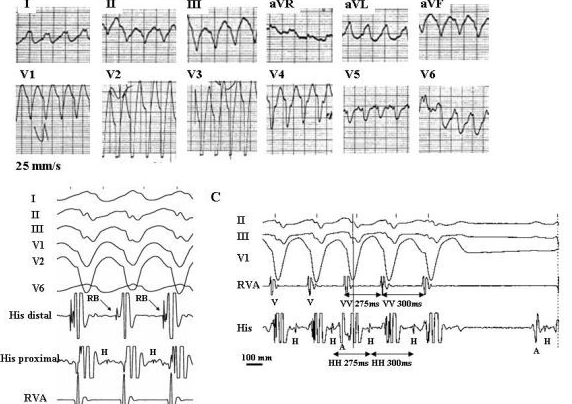 I II III aVR aVL aVF
V1 V2 V3 V4 V5 V6
25 mm/s
I
II
III
V1
V2
V6
RB RB
His distal
His proximal H H
RVA
C
II
III
V1
RVA
V V VV 275ms VV 300ms
His
H H A H H A H
100 mm
HH 275ms HH 300ms